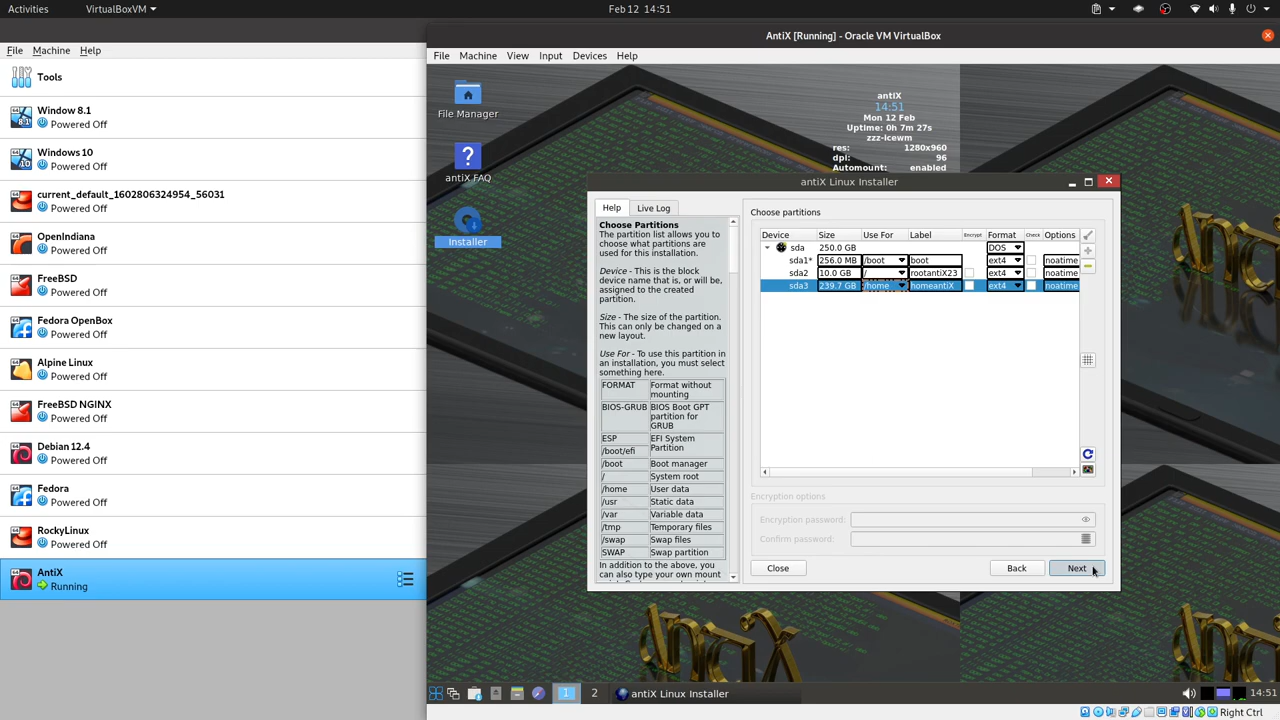 Activities
VirtualBoxVM
Feb 12 14:51
File Machine Help
Tools
Window 8.1
Powered Off
Windows 10
Powered Off
current_default_1602806324954_56031
Powered Off
OpenIndiana
Powered Off
FreeBSD
Powered Off
Fedora OpenBox
Powered Off
Alpine Linux
Powered Off
FreeBSD NGINX
Powered Off
Debian 12.4
Powered Off
Fedora
Powered Off
RockyLinux
Powered Off
AntiX
Running
AntiX [Running] - Oracle VM VirtualBox
File Machine View Input Devices Help
File Manager
antiX FAQ
Installer
antiX
14:51
Mon 12 Feb
Uptime: 0h 7m 27s
zzz-icewm
res: 1280x960
dpi: 96
Automount: enabled
antiX Linux Installer
Help Live Log
Choose Partitions
The partition list allows you to
choose what partitions are
used for this installation.
Device - This is the block
device name that is, or will be,
assigned to the created
partition.
Size - The size of the partition.
This can only be changed on a
new layout.
Use For - To use this partition in
an installation, you must select
something here.
FORMAT Format without
mounting
BIOS-GRUB BIOS Boot GPT
partition for
GRUB
ESP EFI System
/boot/efi Partition
/boot Boot manager
/ System root
/home User data
/usr Static data
/var Variable data
/tmp Temporary files
/swap Swap files
SWAP Swap partition
In addition to the above, you
can also type your own mount
Choose partitions
Device Size Use For Label Encrypt Format Check Options
sda 250.0 GB DOS
sda1* 256.0 MB /boot boot ext4 noatime
sda2 10.0 GB / rootantiX23 ext4 noatime
sda3 239.7 GB /home homeantiX ext4 noatime
Encryption options
Encryption password:
Confirm password:
Close Back Next
1 2 antiX Linux Installer 14:51
Right Ctrl